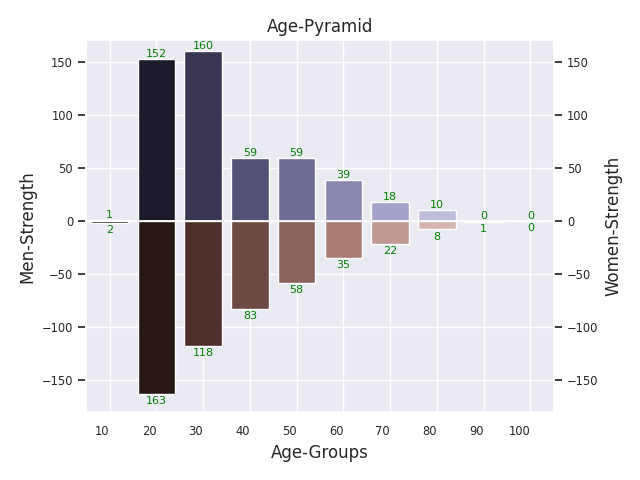 Age-Pyramid
152 160 59 59 39 18 10 0 0 1
2 163 118 83 58 35 22 8 1 0
150 100 50 0 −50 −100 −150
Men-Strength
150 100 50 0 −50 −100 −150
Women-Strength
10 20 30 40 50 60 70 80 90 100
Age-Groups